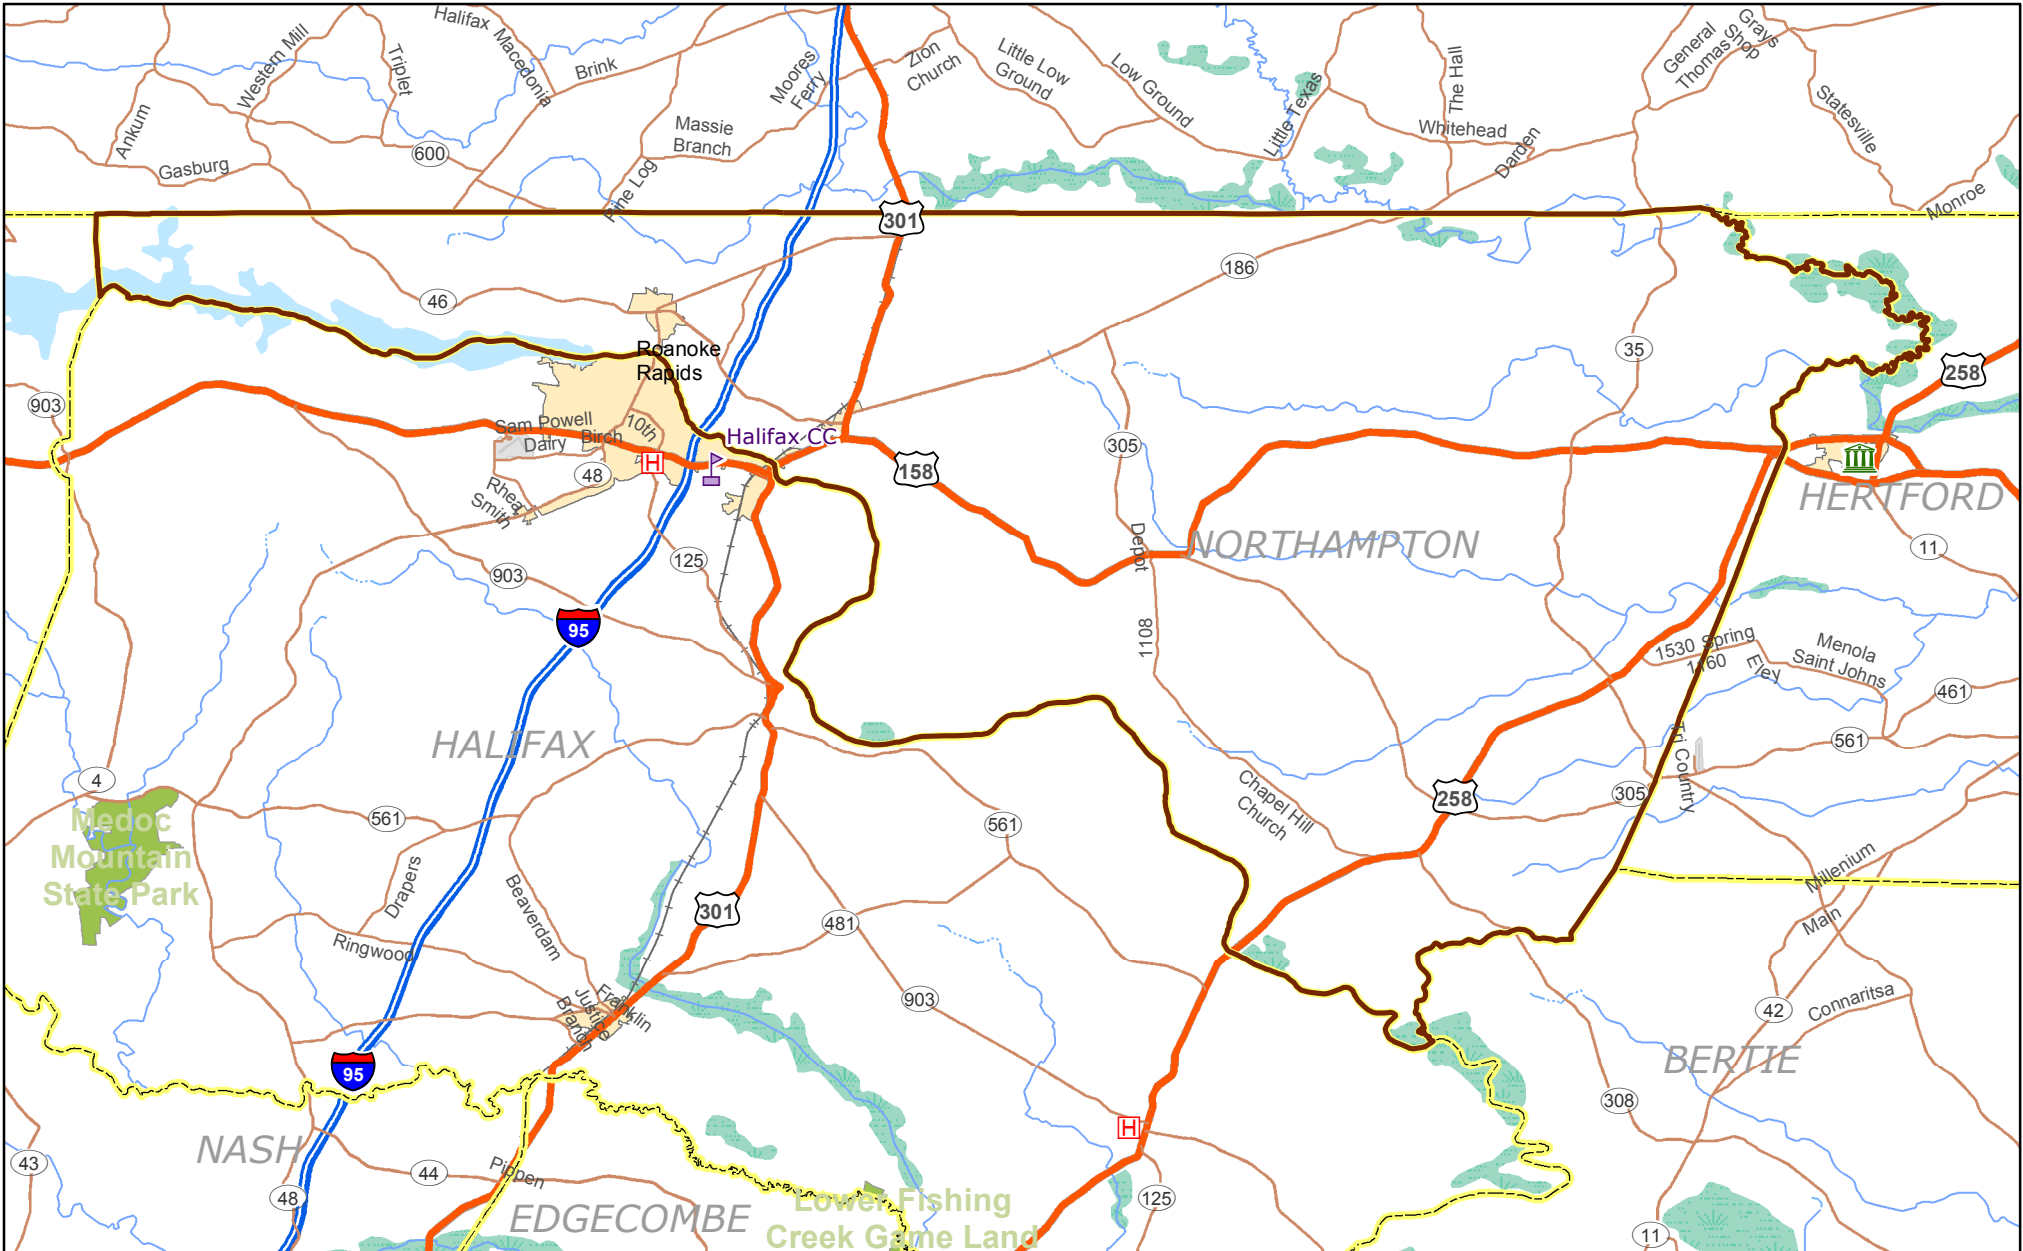 Halifax
Macedonia
Western Mill
Triplet
Brink
Moores
Ferry
Zion
Church
Little Low
Ground
Low Ground
Little Texas
The Hall
General
Thomas
Grays
Shop
Statesville
Ankum
Massie
Branch
Whitehead
Darden
600
Gasburg
Pine Log
Monroe
301
186
46
35
Roanoke
Rapids
258
903
Sam Powell
Dairy
Birch
10th
Halifax CC
305
H
48
158
Rhea
Smith
HERTFORD
Depot
NORTHAMPTON
11
125
903
95
1108
1530 Spring
1160
Eley
Menola
Saint Johns
461
HALIFAX
Tri Country
561
4
258
305
Chapel Hill
Church
Medoc
Mountain
State Park
561
561
Drapers
Beaverdam
Millenium
Main
301
481
Ringwood
903
Franklin
Justice
Branch
42
Connaritsa
95
BERTIE
308
H
NASH
43
44
Pippen
48
125
Lower Fishing
Creek Game Land
EDGECOMBE
11